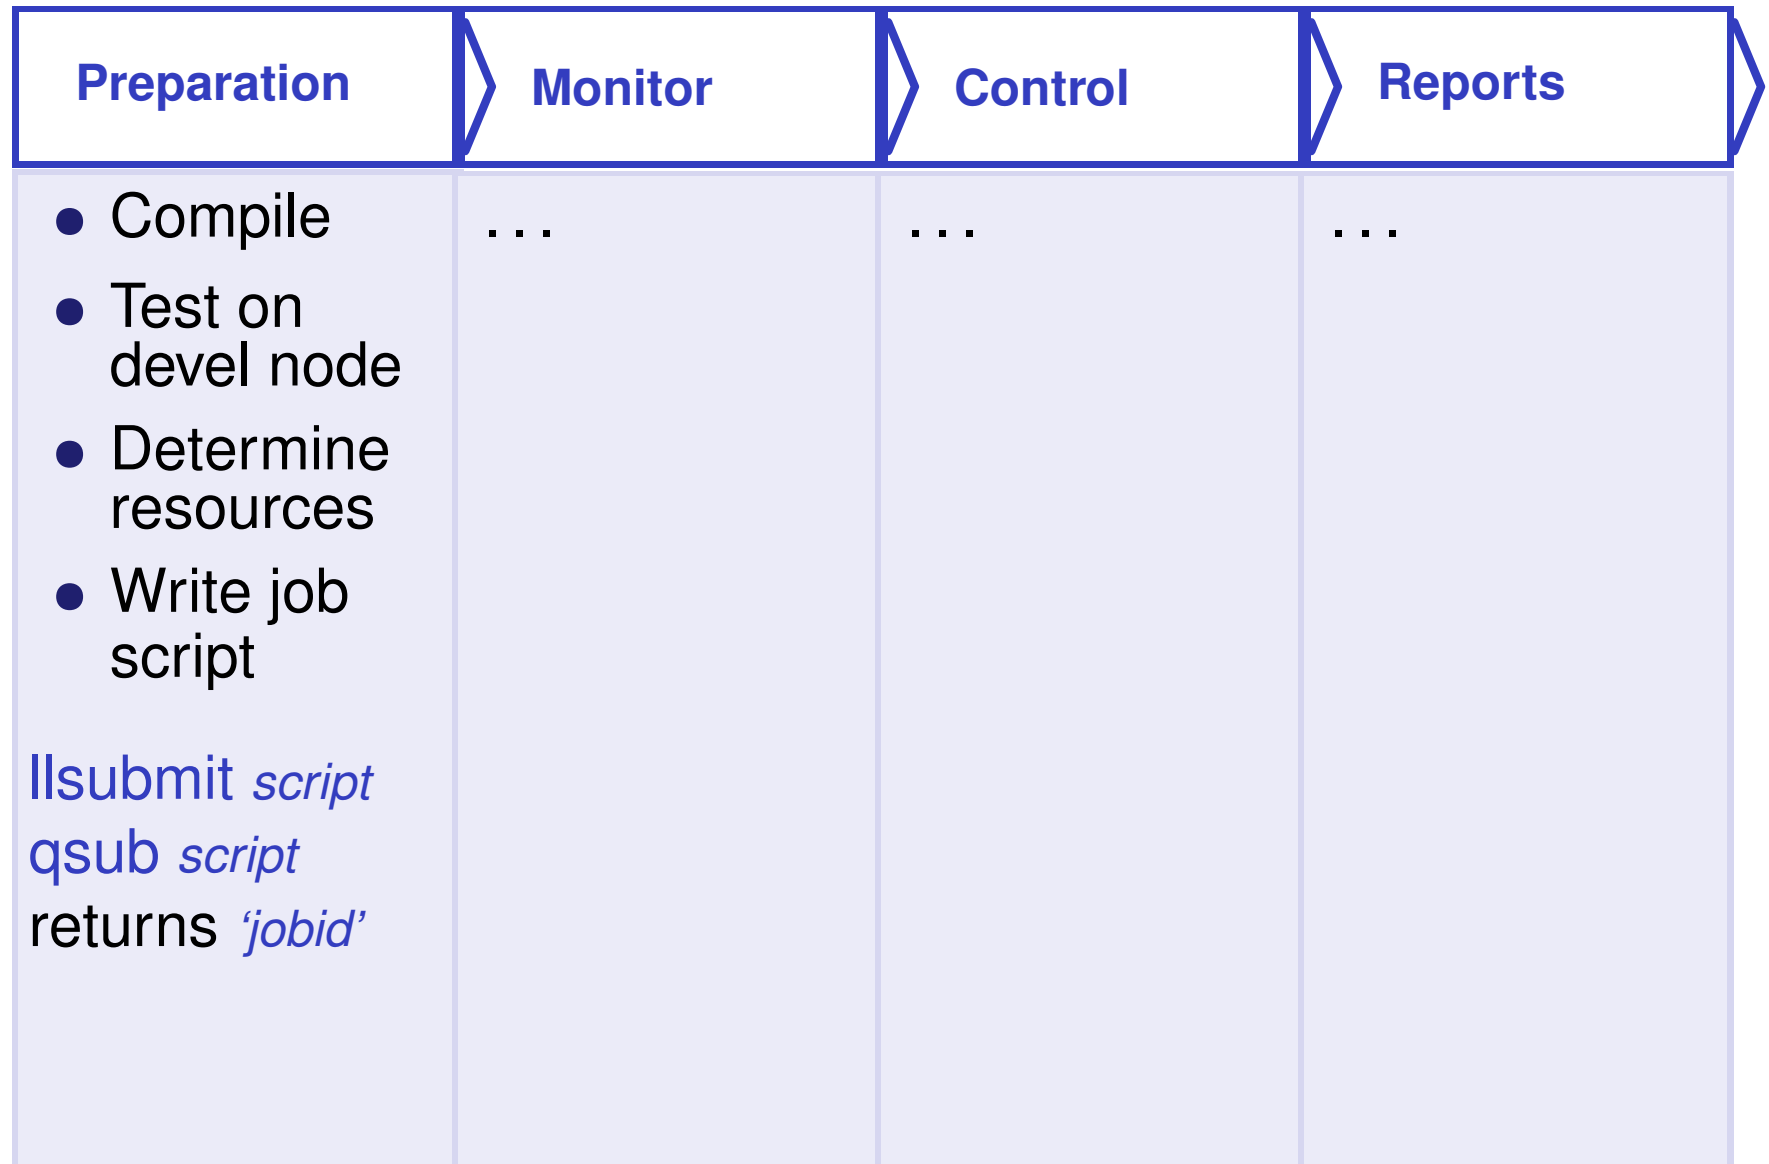 Preparation
Monitor
Control
Reports
• Compile
• Test on
devel node
• Determine
resources
• Write job
script
llsubmit script
qsub script
returns ‘jobid’
. . .
. . .
. . .